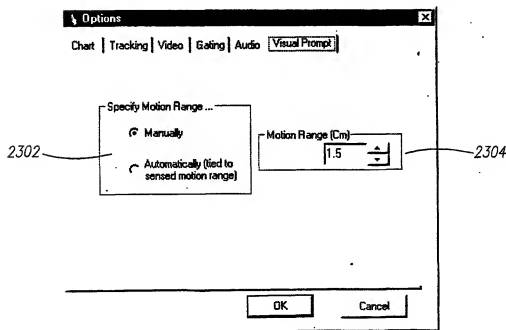 Options
Chart Tracking Video Gating Audio Visual Prompt
Specify Motion Range ...
Manually
Automatically (tied to
sensed motion range)
Motion Range (Cm)
1.5
2302
2304
OK Cancel